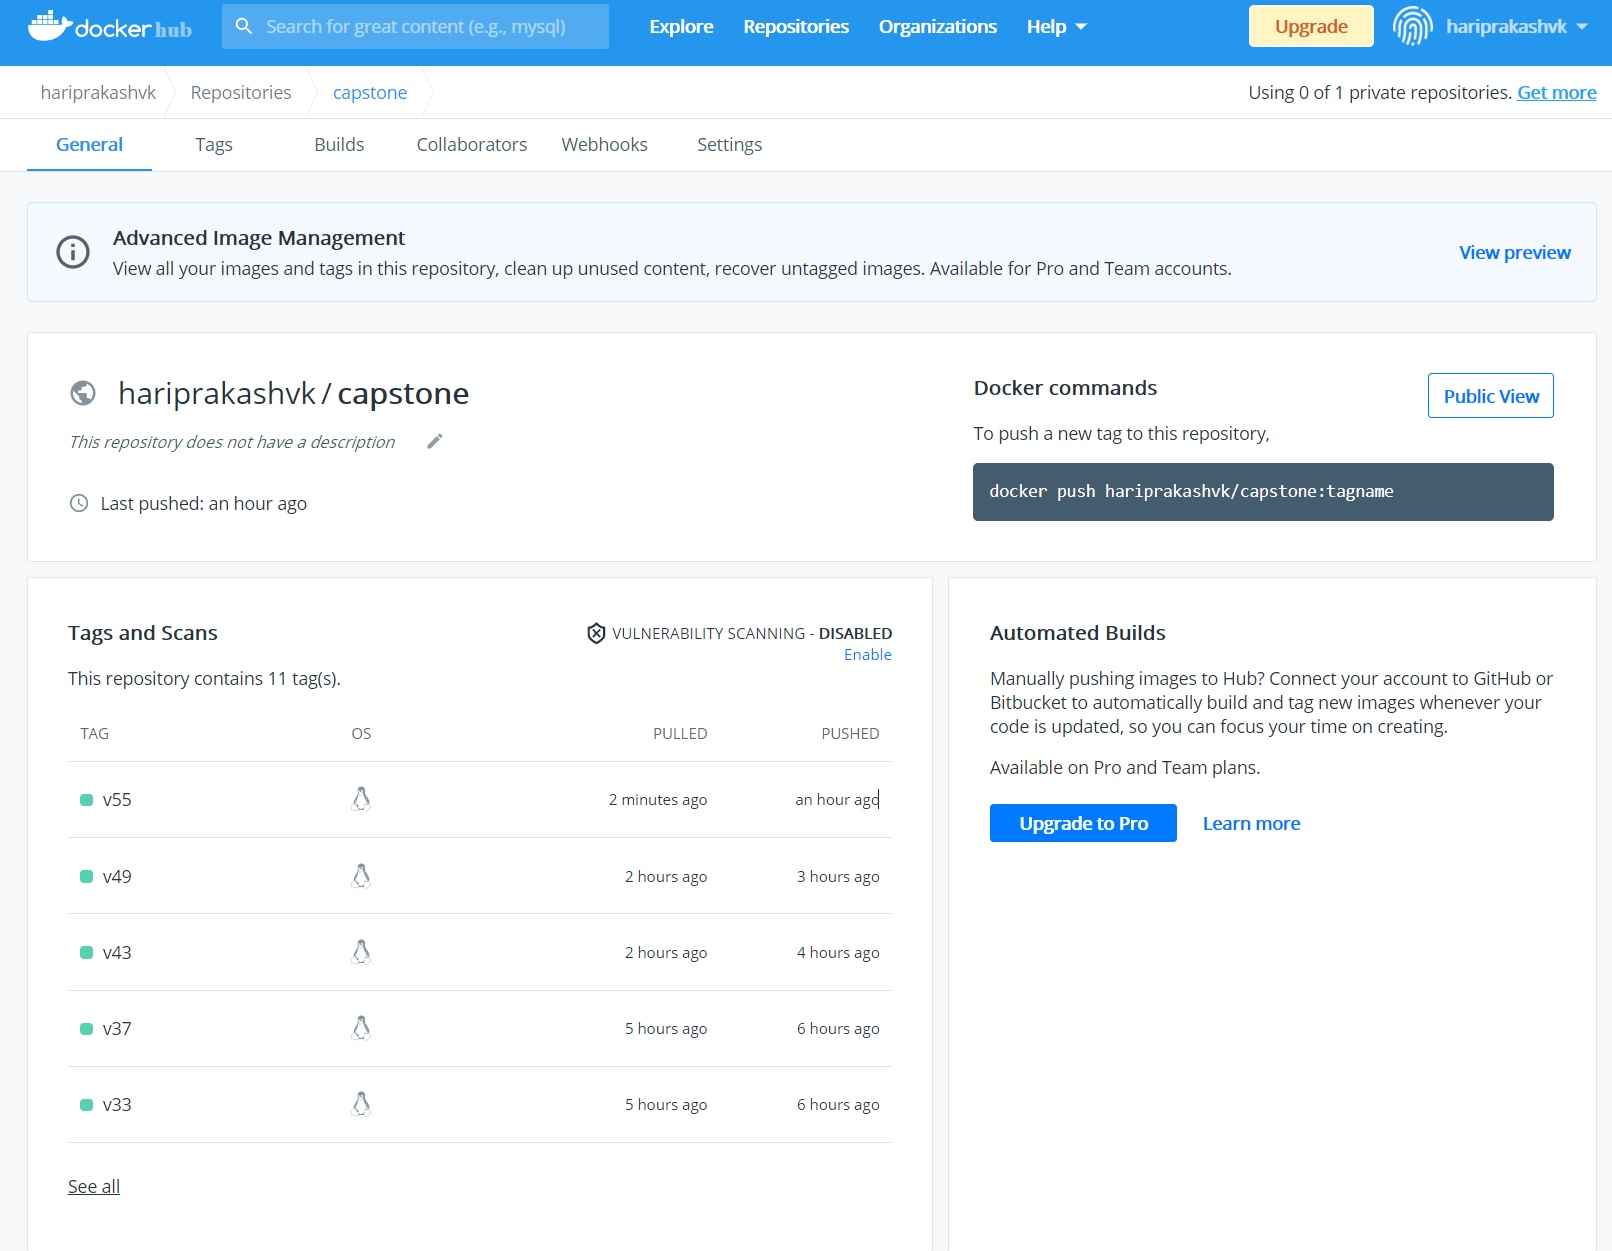 docker hub
Search for great content (e.g., mysql)
Explore
Repositories
Organizations
Help
Upgrade
hariprakashvk
hariprakashvk
Repositories
capstone
Using 0 of 1 private repositories. Get more
General
Tags
Builds
Collaborators
Webhooks
Settings
Advanced Image Management
View all your images and tags in this repository, clean up unused content, recover untagged images. Available for Pro and Team accounts.
View preview
hariprakashvk / capstone
This repository does not have a description
Last pushed: an hour ago
Docker commands
Public View
To push a new tag to this repository,
docker push hariprakashvk/capstone:tagname
Tags and Scans
VULNERABILITY SCANNING - DISABLED
Enable
This repository contains 11 tag(s).
TAG OS PULLED PUSHED
v55 2 minutes ago an hour ago
v49 2 hours ago 3 hours ago
v43 2 hours ago 4 hours ago
v37 5 hours ago 6 hours ago
v33 5 hours ago 6 hours ago
See all
Automated Builds
Manually pushing images to Hub? Connect your account to GitHub or
Bitbucket to automatically build and tag new images whenever your
code is updated, so you can focus your time on creating.
Available on Pro and Team plans.
Upgrade to Pro
Learn more